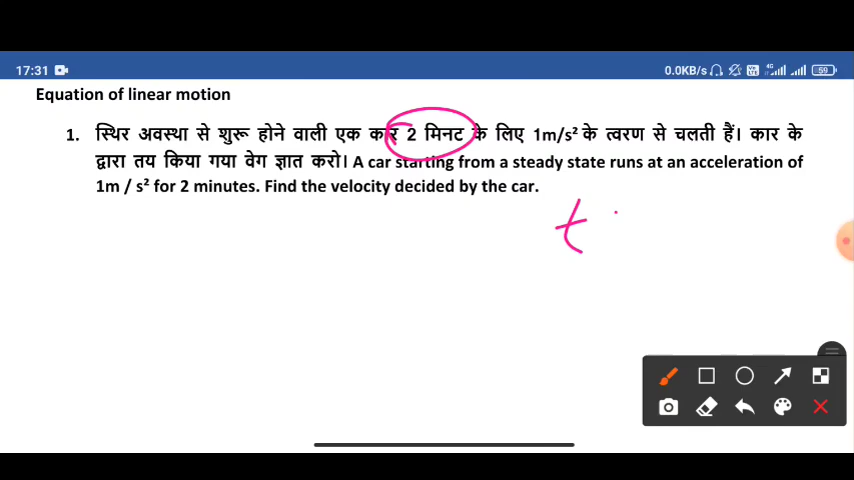 17:31 0.0KB/s 4G 59
Equation of linear motion
1. स्थिर अवस्था से शुरू होने वाली एक कार 2 मिनट के लिए 1m/s² के त्वरण से चलती हैं। कार के
द्वारा तय किया गया वेग ज्ञात करो। A car starting from a steady state runs at an acceleration of
1m / s² for 2 minutes. Find the velocity decided by the car.
t